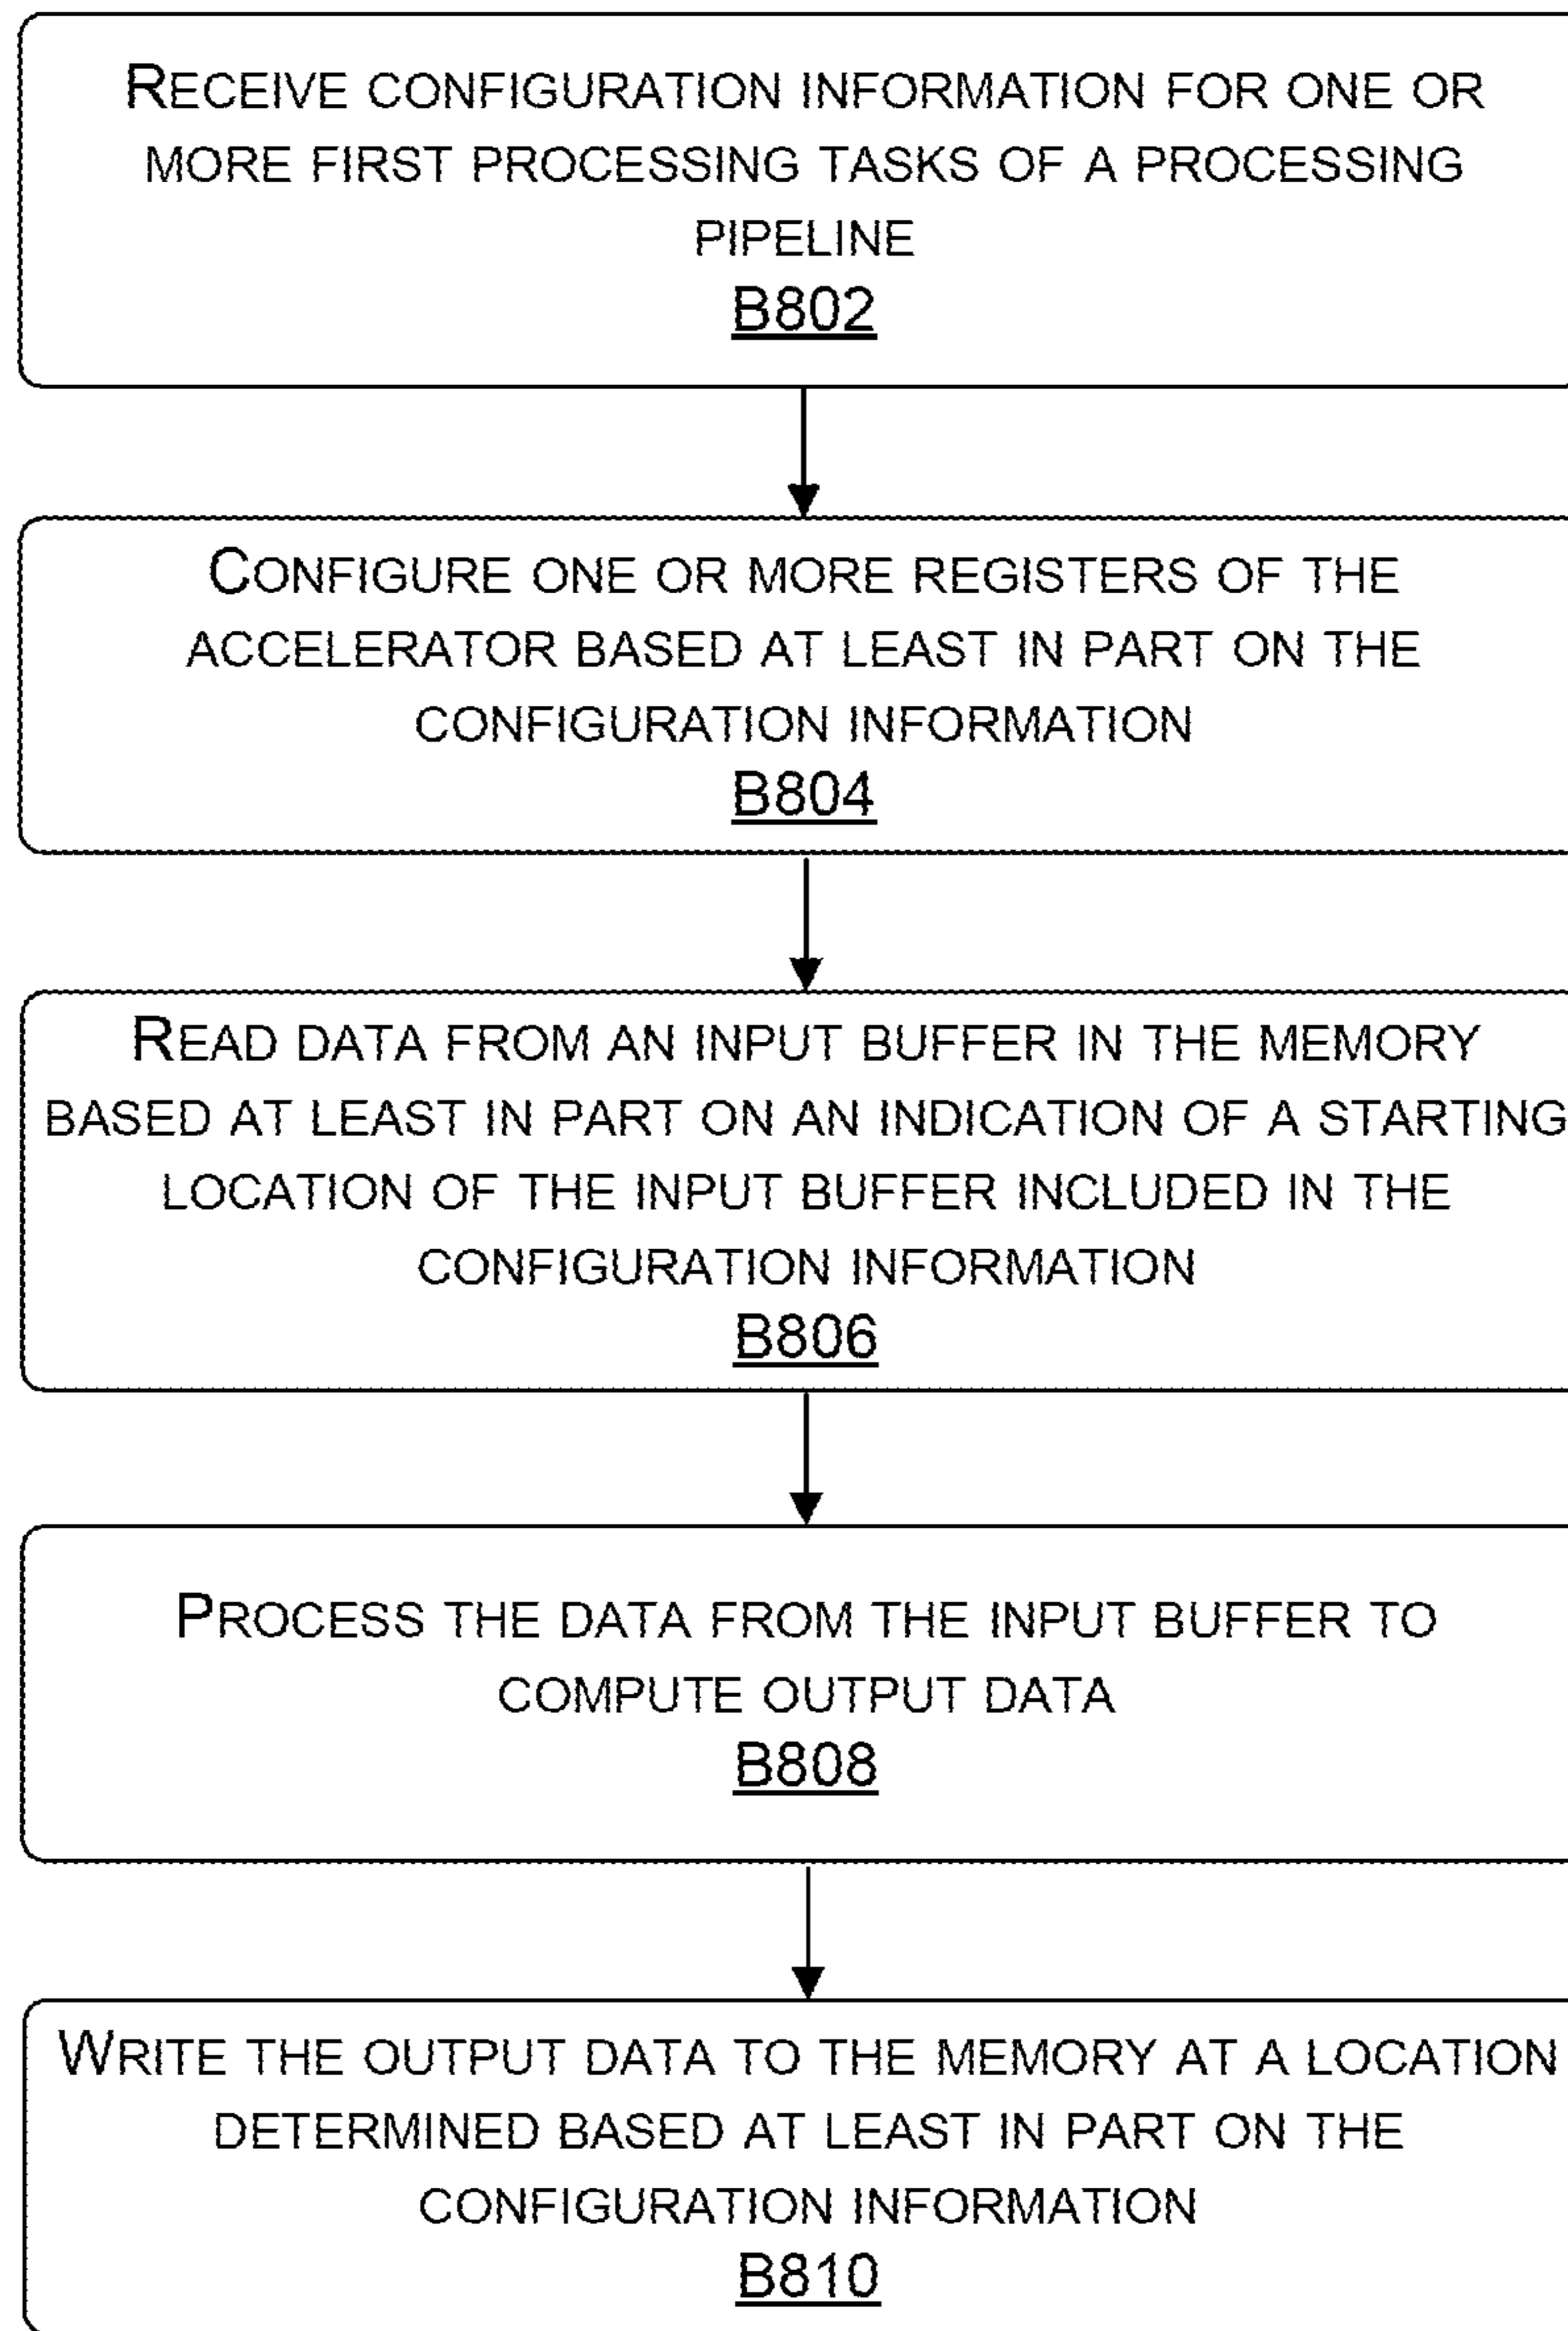 RECEIVE CONFIGURATION INFORMATION FOR ONE OR
MORE FIRST PROCESSING TASKS OF A PROCESSING
PIPELINE
B802
CONFIGURE ONE OR MORE REGISTERS OF THE
ACCELERATOR BASED AT LEAST IN PART ON THE
CONFIGURATION INFORMATION
B804
READ DATA FROM AN INPUT BUFFER IN THE MEMORY
BASED AT LEAST IN PART ON AN INDICATION OF A STARTING
LOCATION OF THE INPUT BUFFER INCLUDED IN THE
CONFIGURATION INFORMATION
B806
PROCESS THE DATA FROM THE INPUT BUFFER TO
COMPUTE OUTPUT DATA
B808
WRITE THE OUTPUT DATA TO THE MEMORY AT A LOCATION
DETERMINED BASED AT LEAST IN PART ON THE
CONFIGURATION INFORMATION
B810